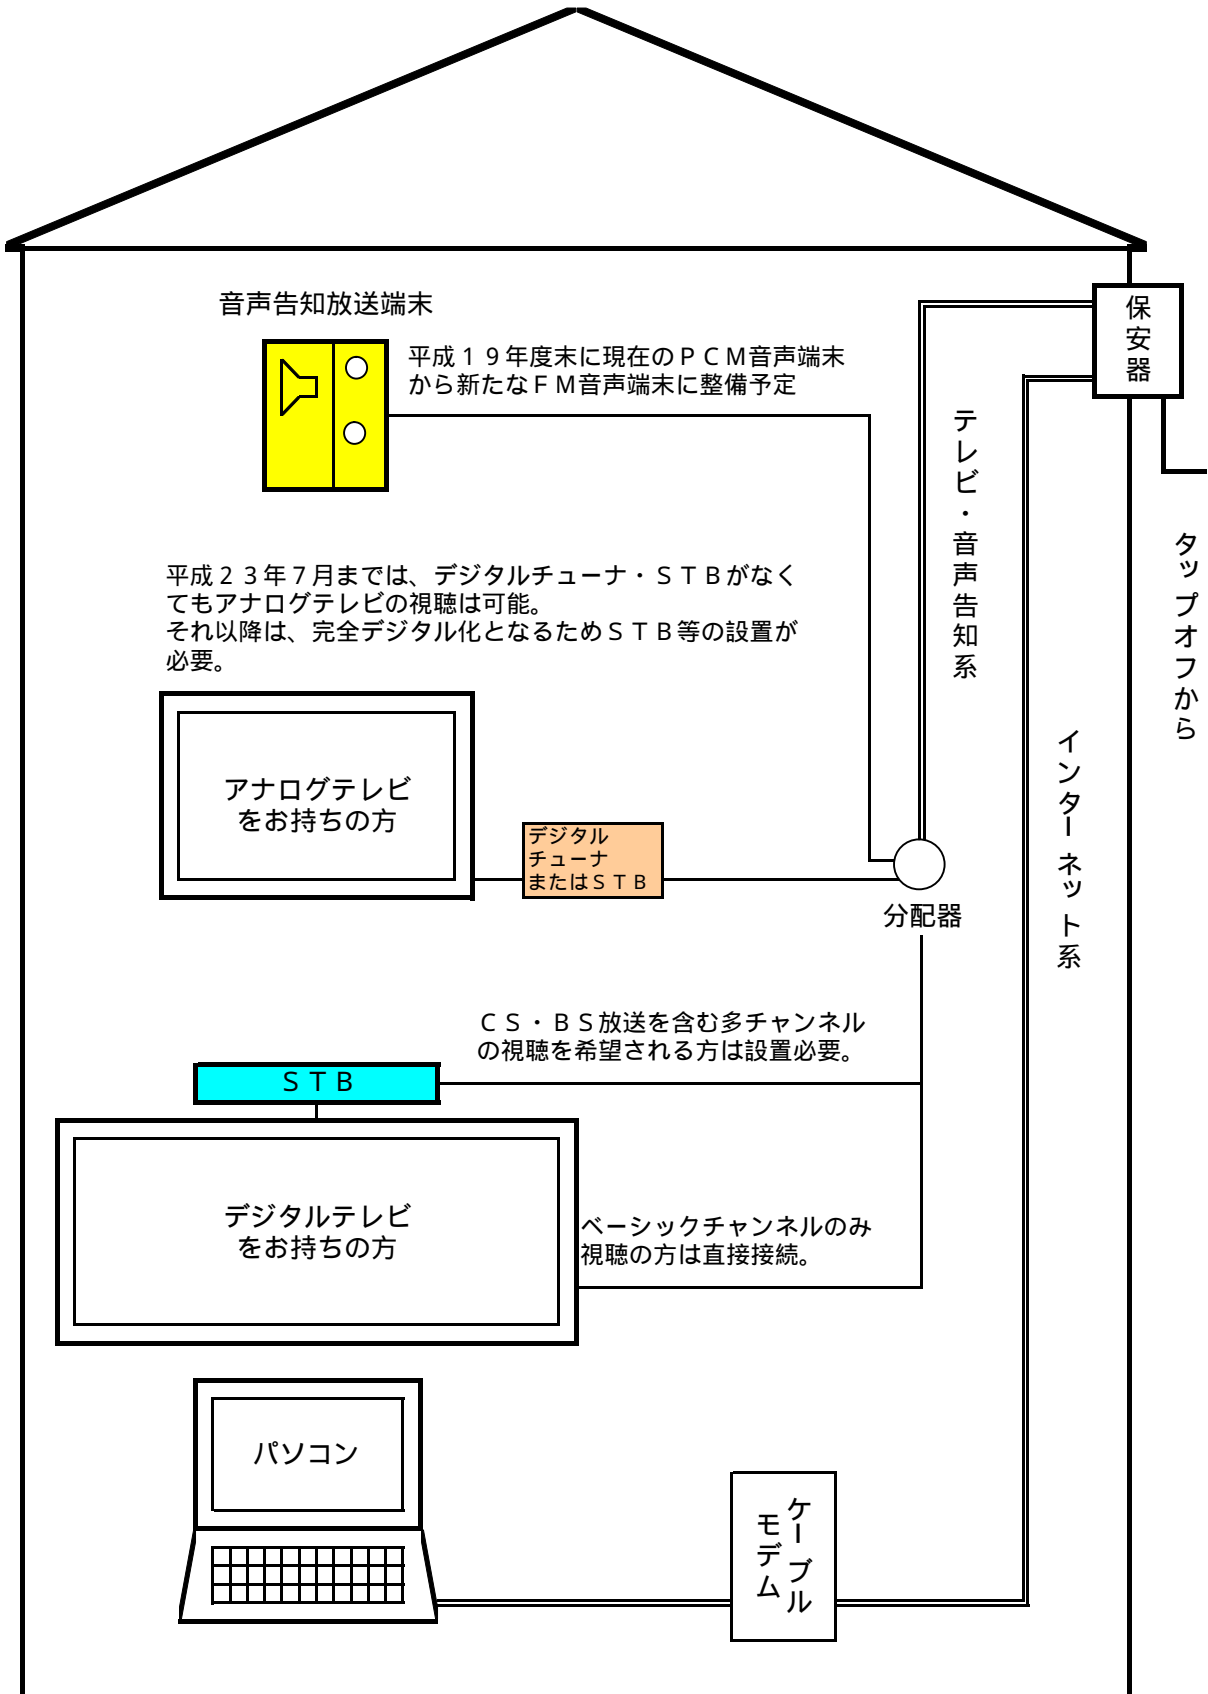 音声告知放送端末
平成１９年度末に現在のＰＣＭ音声端末
から新たなＦＭ音声端末に整備予定
保安器
テレビ・音声告知系
タップオフから
平成２３年７月までは、デジタルチューナ・ＳＴＢがなく
てもアナログテレビの視聴は可能。
それ以降は、完全デジタル化となるためＳＴＢ等の設置が
必要。
インターネット系
アナログテレビ
をお持ちの方
デジタル
チューナ
またはＳＴＢ
分配器
ＣＳ・ＢＳ放送を含む多チャンネル
の視聴を希望される方は設置必要。
ＳＴＢ
デジタルテレビ
をお持ちの方
ベーシックチャンネルのみ
視聴の方は直接接続。
パソコン
ケーブル
モデム